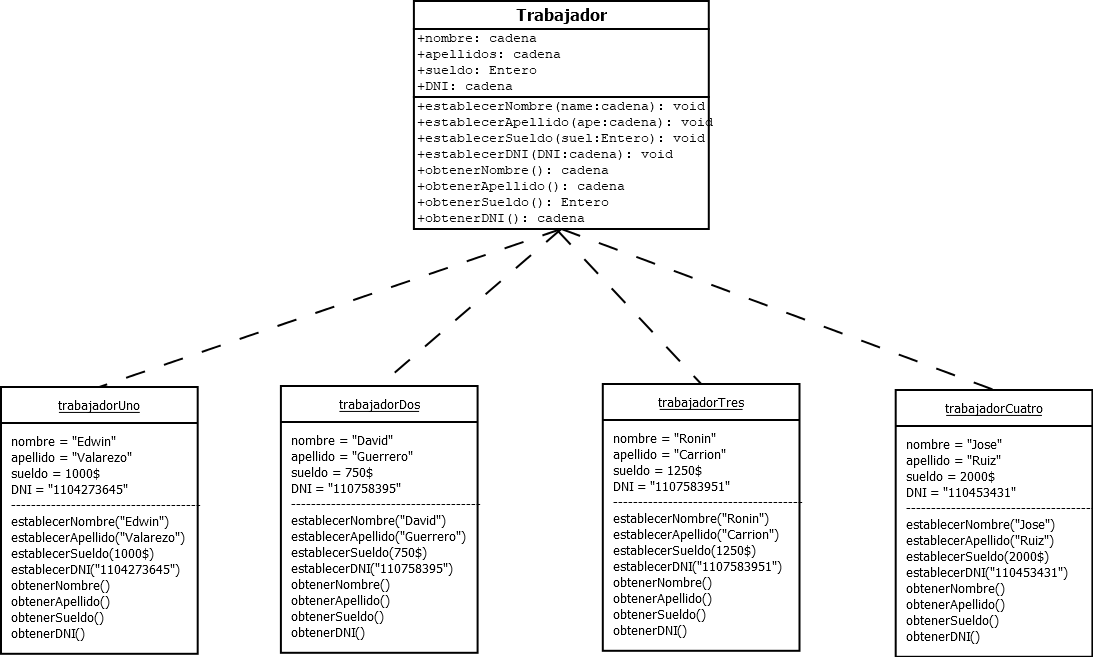 Trabajador
+nombre: cadena
+apellidos: cadena
+sueldo: Entero
+DNI: cadena
+establecerNombre(name:cadena): void
+establecerApellido(ape:cadena): void
+establecerSueldo(suel:Entero): void
+establecerDNI(DNI:cadena): void
+obtenerNombre(): cadena
+obtenerApellido(): cadena
+obtenerSueldo(): Entero
+obtenerDNI(): cadena
trabajadorUno
nombre = "Edwin"
apellido = "Valarezo"
sueldo = 1000$
DNI = "1104273645"
establecerNombre("Edwin")
establecerApellido("Valarezo")
establecerSueldo(1000$)
establecerDNI("1104273645")
obtenerNombre()
obtenerApellido()
obtenerSueldo()
obtenerDNI()
trabajadorDos
nombre = "David"
apellido = "Guerrero"
sueldo = 750$
DNI = "110758395"
establecerNombre("David")
establecerApellido("Guerrero")
establecerSueldo(750$)
establecerDNI("110758395")
obtenerNombre()
obtenerApellido()
obtenerSueldo()
obtenerDNI()
trabajadorTres
nombre = "Ronin"
apellido = "Carrion"
sueldo = 1250$
DNI = "1107583951"
establecerNombre("Ronin")
establecerApellido("Carrion")
establecerSueldo(1250$)
establecerDNI("1107583951")
obtenerNombre()
obtenerApellido()
obtenerSueldo()
obtenerDNI()
trabajadorCuatro
nombre = "Jose"
apellido = "Ruiz"
sueldo = 2000$
DNI = "110453431"
establecerNombre("Jose")
establecerApellido("Ruiz")
establecerSueldo(2000$)
establecerDNI("110453431")
obtenerNombre()
obtenerApellido()
obtenerSueldo()
obtenerDNI()